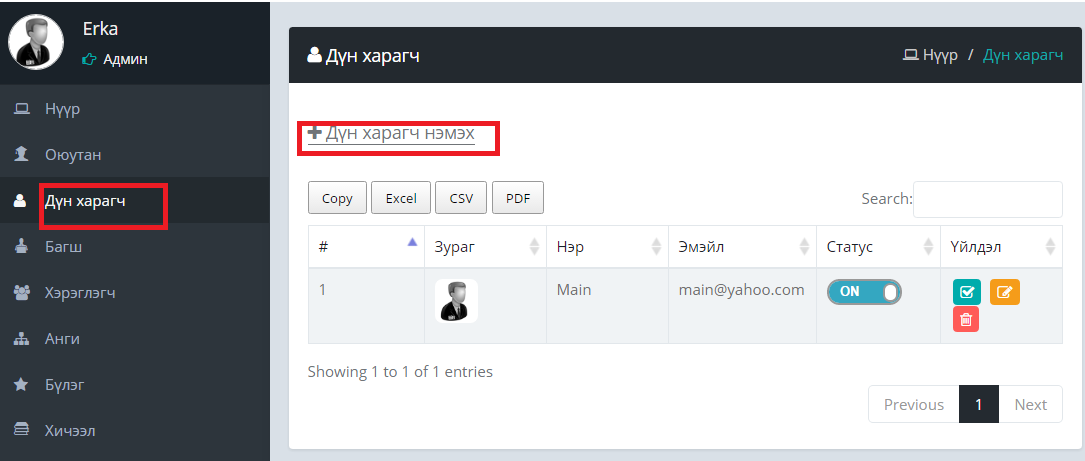 Erka
Админ
Нүүр
Оюутан
Дүн харагч
Багш
Хэрэглэгч
Анги
Бүлэг
Хичээл
Дүн харагч
Нүүр / Дүн харагч
Дүн харагч нэмэх
Copy Excel CSV PDF
Search:
# Зураг Нэр Эмэйл Статус Үйлдэл
1 Main main@yahoo.com ON
Showing 1 to 1 of 1 entries
Previous 1 Next